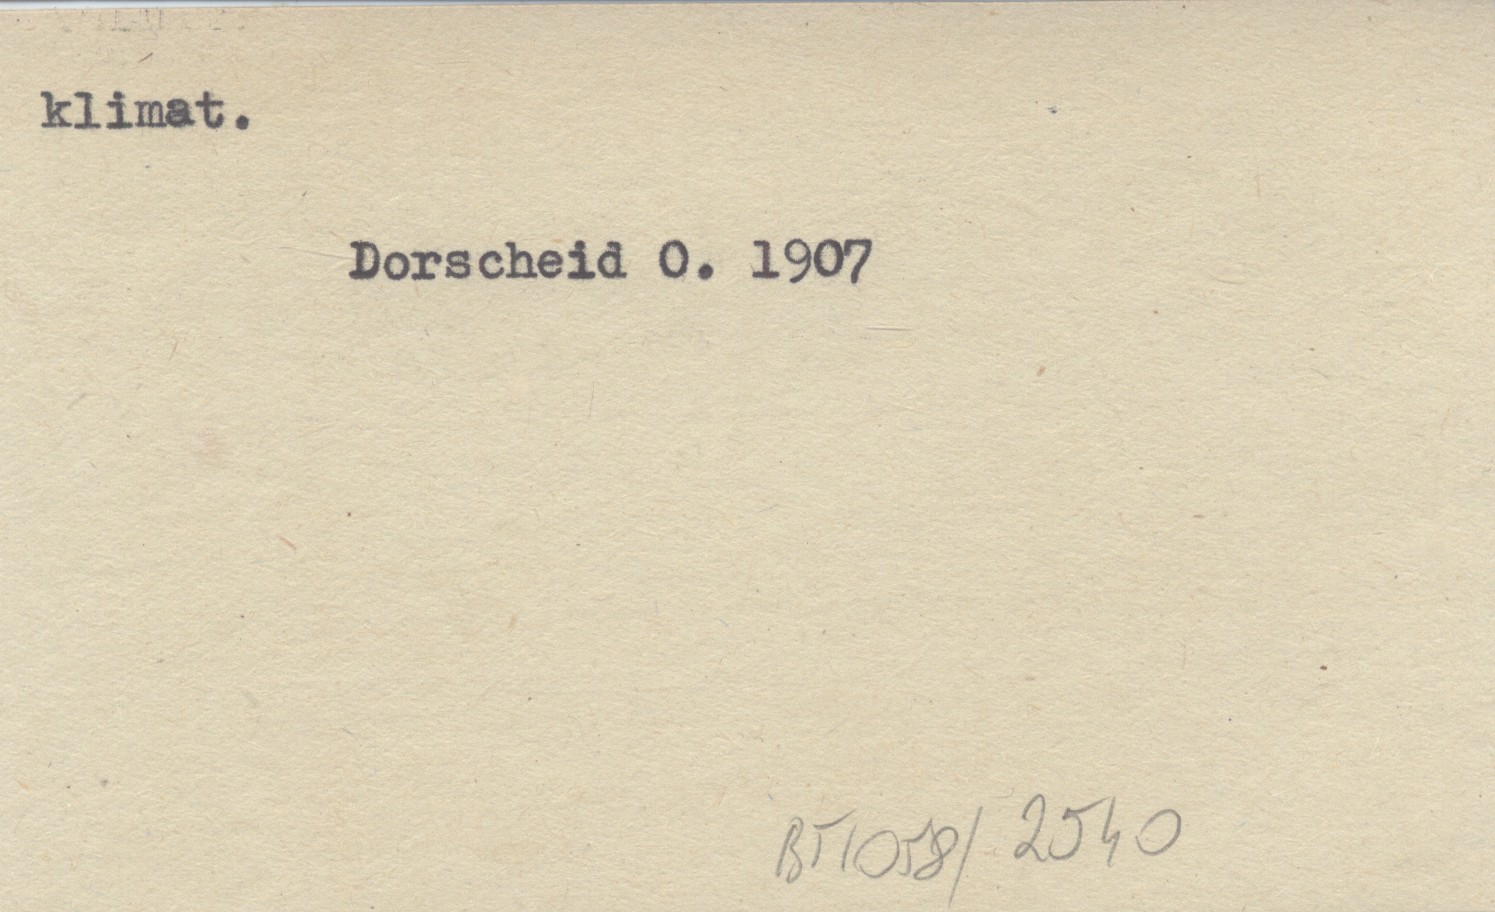 klimat.
Dorscheid O. 1907
BT1058/ 2540